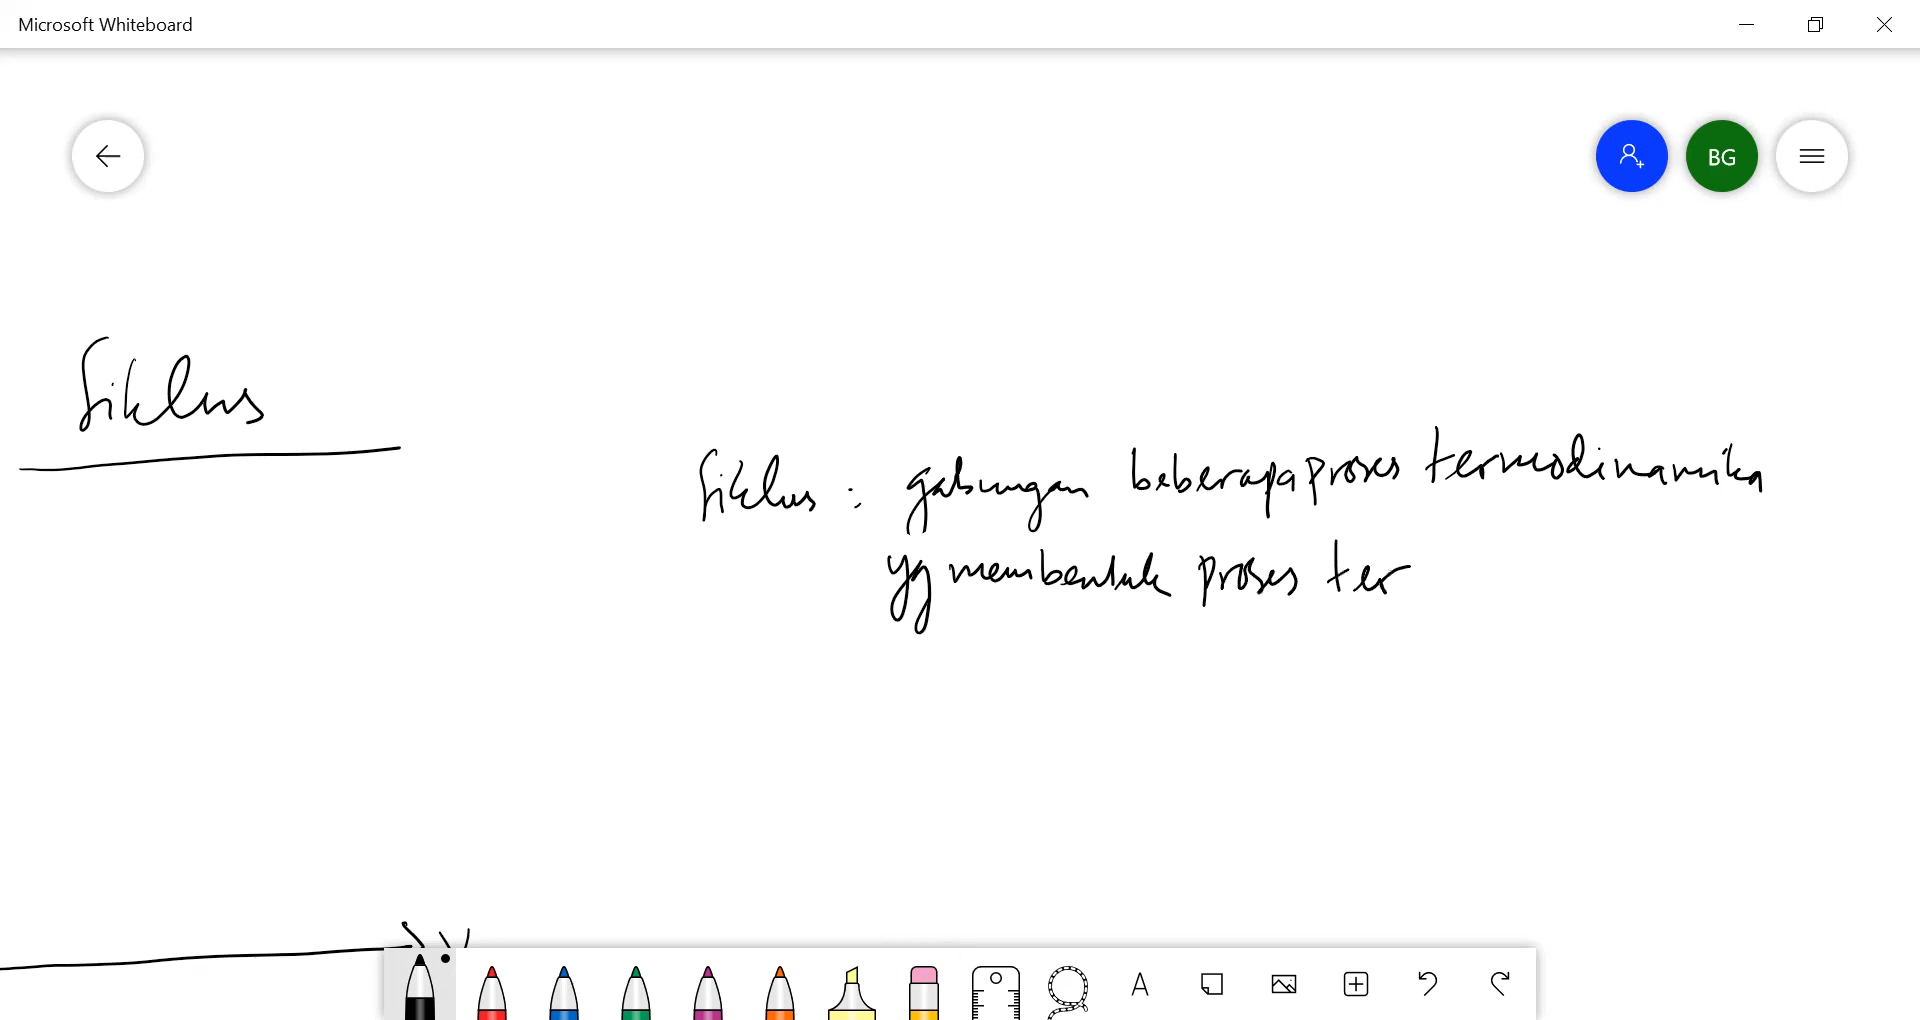 Microsoft Whiteboard
BG
Siklus
Siklus : gabungan beberapa proses termodinamika
yg membentuk proses ter
V
A